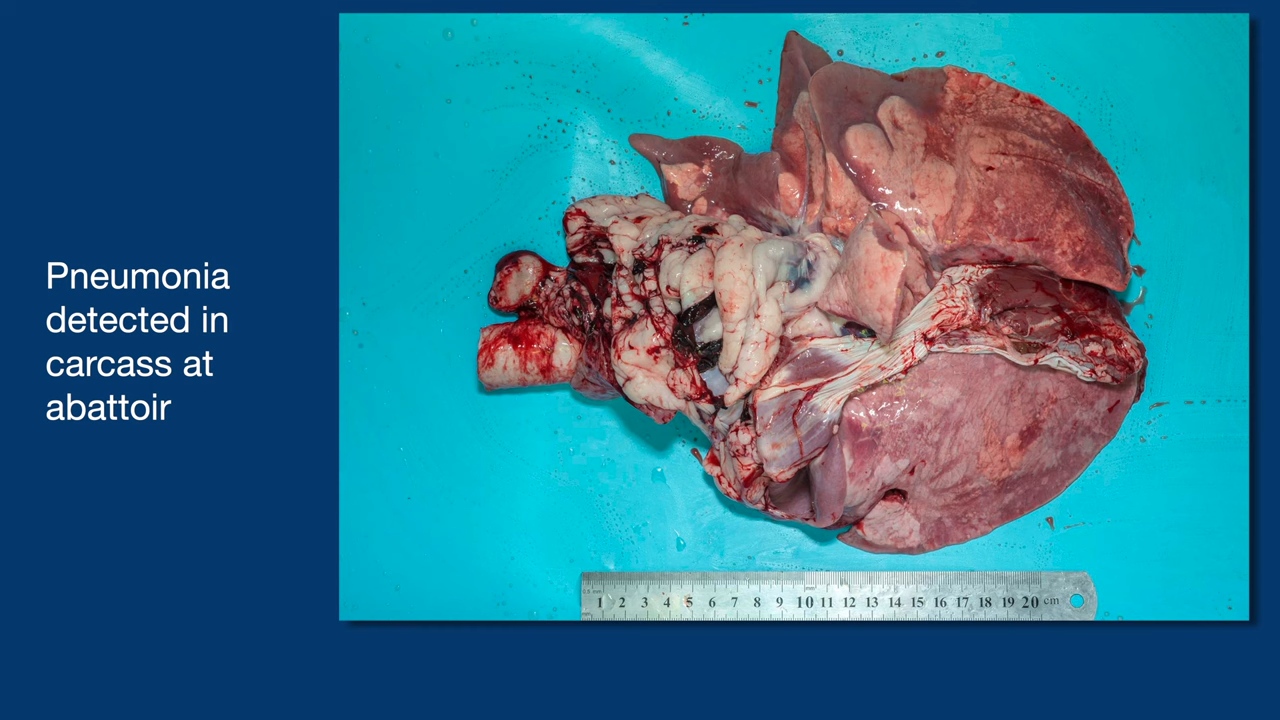 Pneumonia
detected in
carcass at
abattoir
1 2 3 4 5 6 7 8 9 10 11 12 13 14 15 16 17 18 19 20 cm